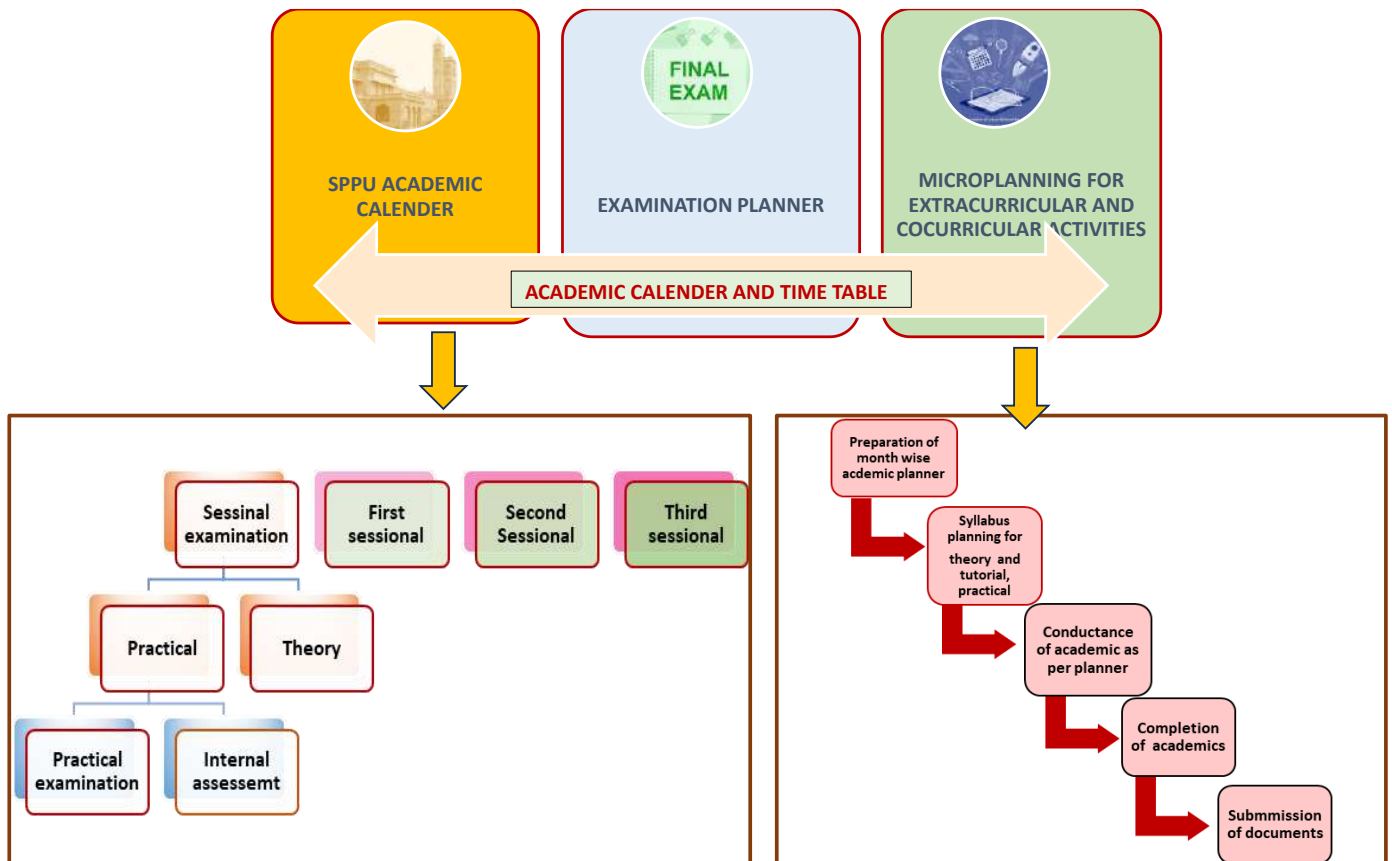 FINAL
EXAM
SPPU ACADEMIC
CALENDER
EXAMINATION PLANNER
MICROPLANNING FOR
EXTRACURRICULAR AND
COCURRICULAR ACTIVITIES
ACADEMIC CALENDER AND TIME TABLE
Sessinal
examination
First
sessional
Second
Sessional
Third
sessional
Practical
Theory
Practical
examination
Internal
assessemt
Preparation of
month wise
acdemic planner
Syllabus
planning for
theory and
tutorial,
practical
Conductance
of academic as
per planner
Completion
of academics
Submmission
of documents